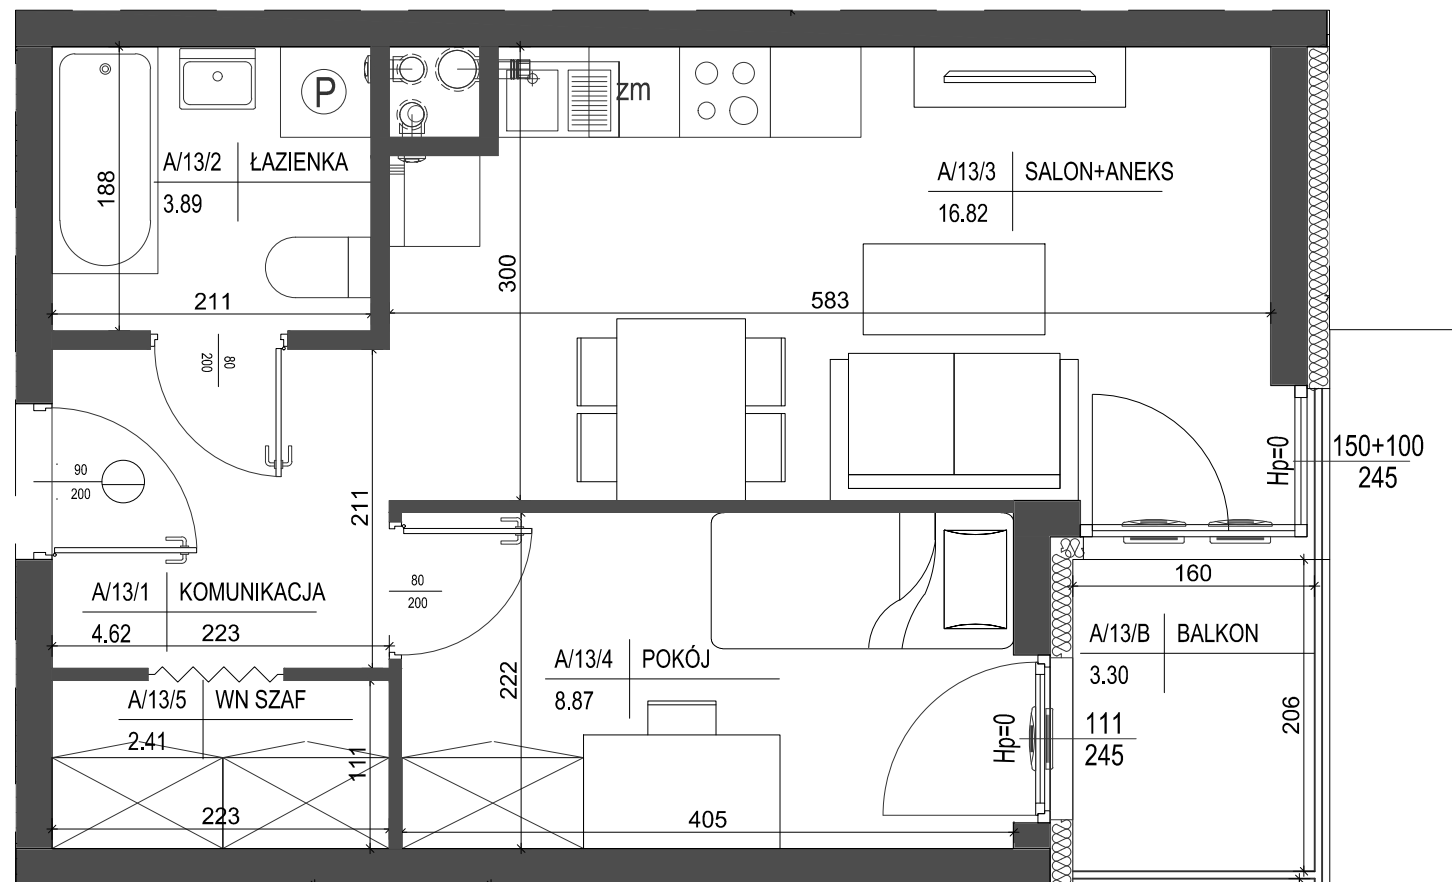 P
zm
A/13/2 ŁAZIENKA
3.89
188
211
A/13/3 SALON+ANEKS
16.82
300
583
80
200
90
200
211
Hp=0
150+100
245
80
200
A/13/1 KOMUNIKACJA
4.62
223
160
A/13/B BALKON
3.30
206
A/13/4 POKÓJ
8.87
222
A/13/5 WN SZAF
2.41
111
223
405
Hp=0
111
245